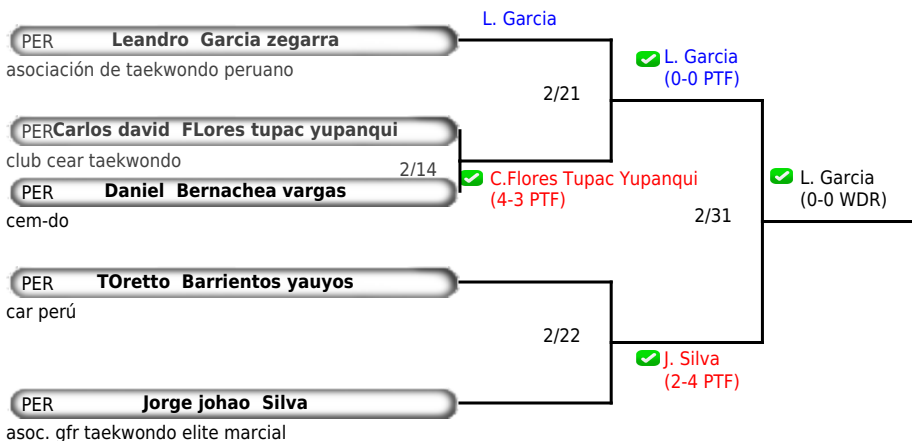 L. Garcia
PER Leandro Garcia zegarra
asociación de taekwondo peruano
L. Garcia
(0-0 PTF)
2/21
PERCarlos david FLores tupac yupanqui
club cear taekwondo
2/14
C.Flores Tupac Yupanqui
(4-3 PTF)
PER Daniel Bernachea vargas
cem-do
L. Garcia
(0-0 WDR)
2/31
PER TOretto Barrientos yauyos
car perú
2/22
J. Silva
(2-4 PTF)
PER Jorge johao Silva
asoc. gfr taekwondo elite marcial